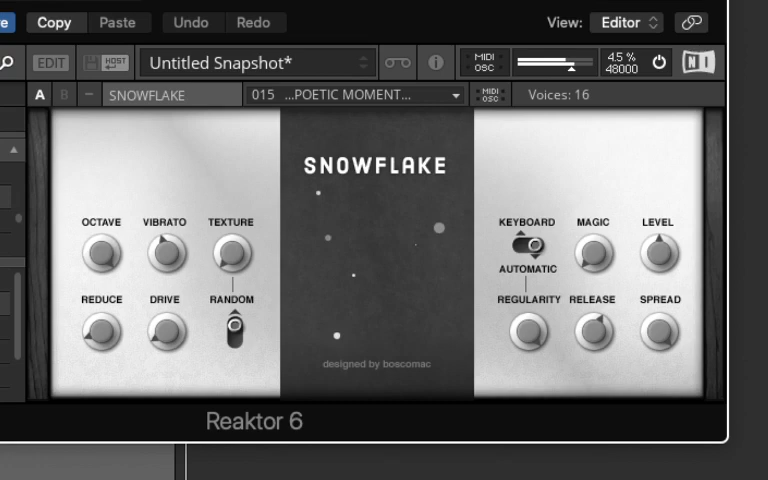 Copy Paste Undo Redo View: Editor
EDIT HOST Untitled Snapshot* MIDI OSC 4.5 % 48000 NI
A B SNOWFLAKE 015 ...POETIC MOMENT... MIDI OSC Voices: 16
SNOWFLAKE
OCTAVE VIBRATO TEXTURE KEYBOARD MAGIC LEVEL
AUTOMATIC
REDUCE DRIVE RANDOM REGULARITY RELEASE SPREAD
designed by boscomac
Reaktor 6